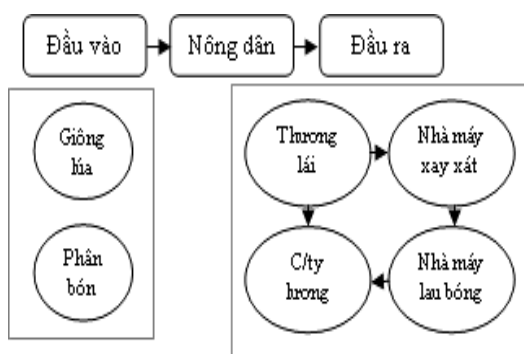 Đầu vào
Nông dân
Đầu ra
Giông
lúa
Phân
bón
Thương
lái
Nhà máy
xay xát
C/ty
lương
Nhà máy
lau bóng